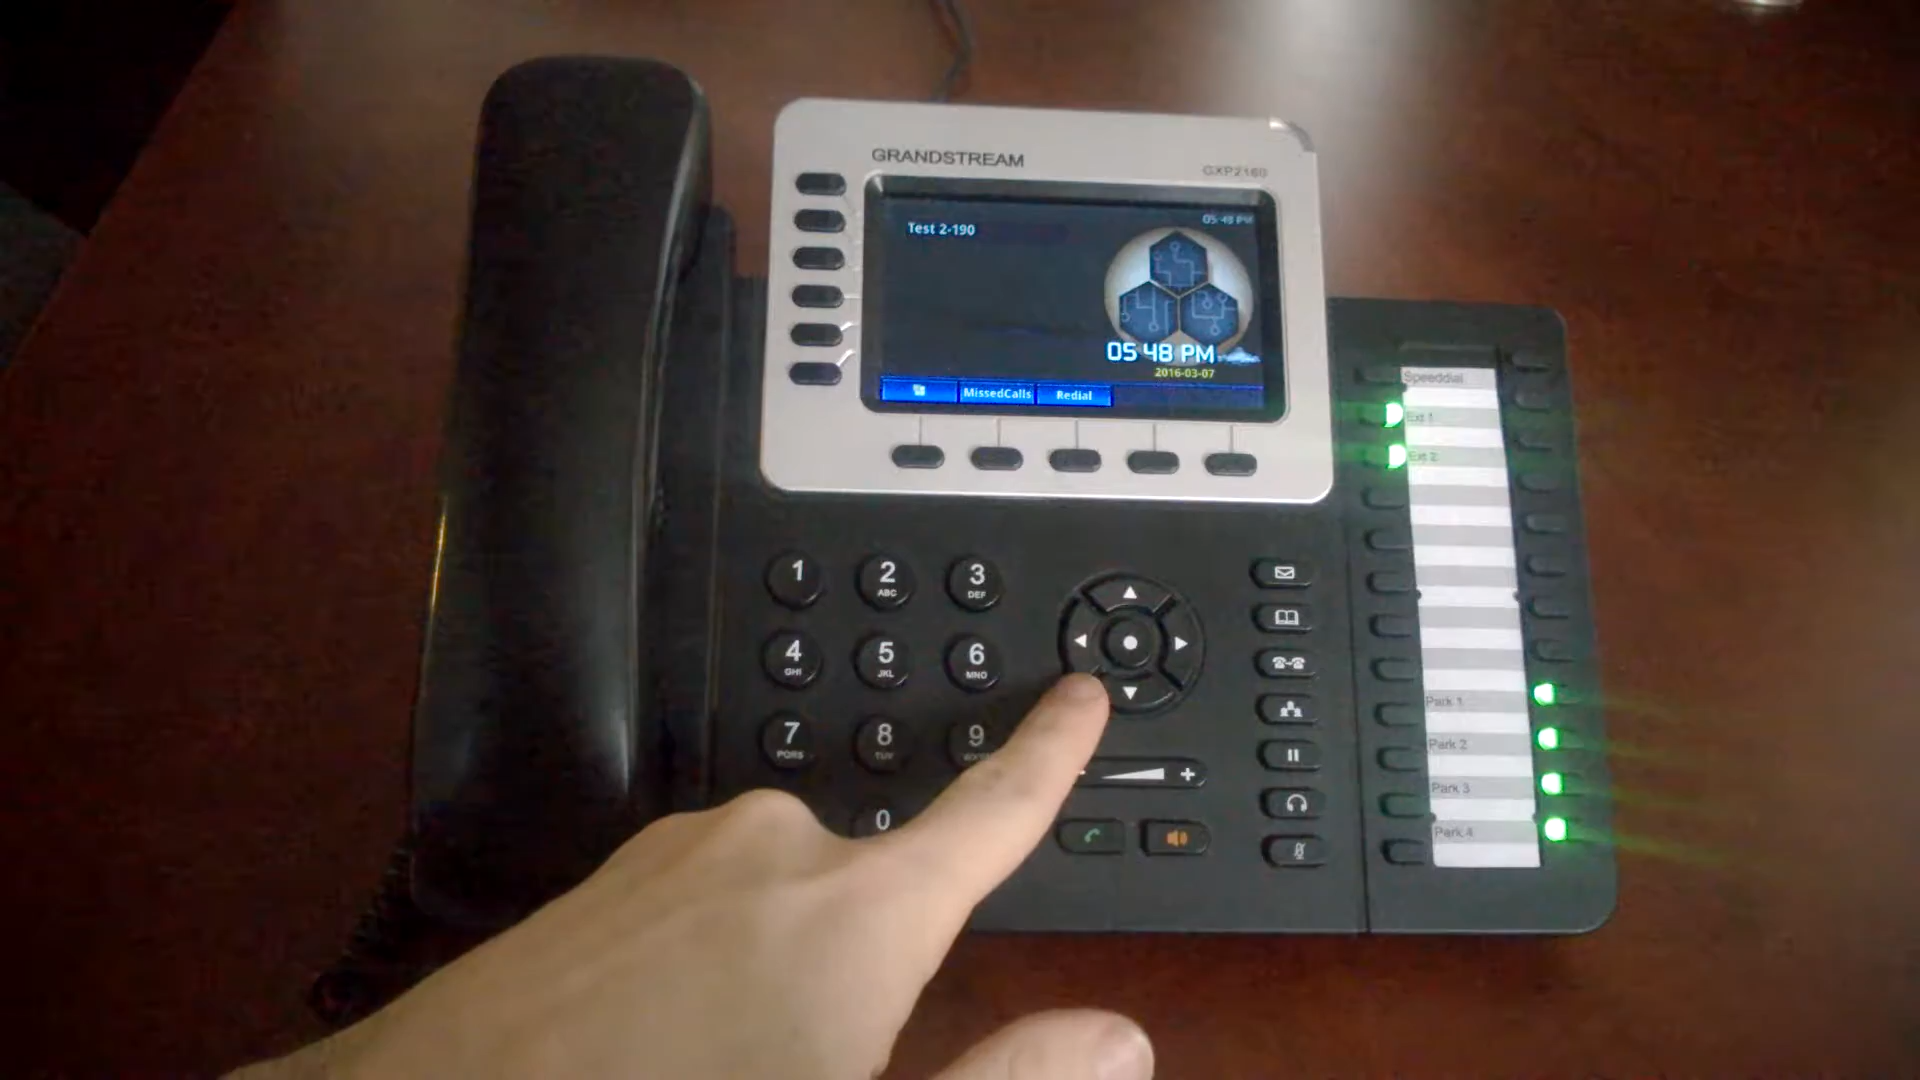 GRANDSTREAM
GXP2160
05:48 PM
Test 2-190
05 48 PM
2016-03-07
MissedCalls
Redial
Speeddial
Ext 1
Ext 2
1
2
ABC
3
DEF
4
GHI
5
JKL
6
MNO
7
PQRS
8
TUV
9
0
- +
Park 1
Park 2
Park 3
Park 4